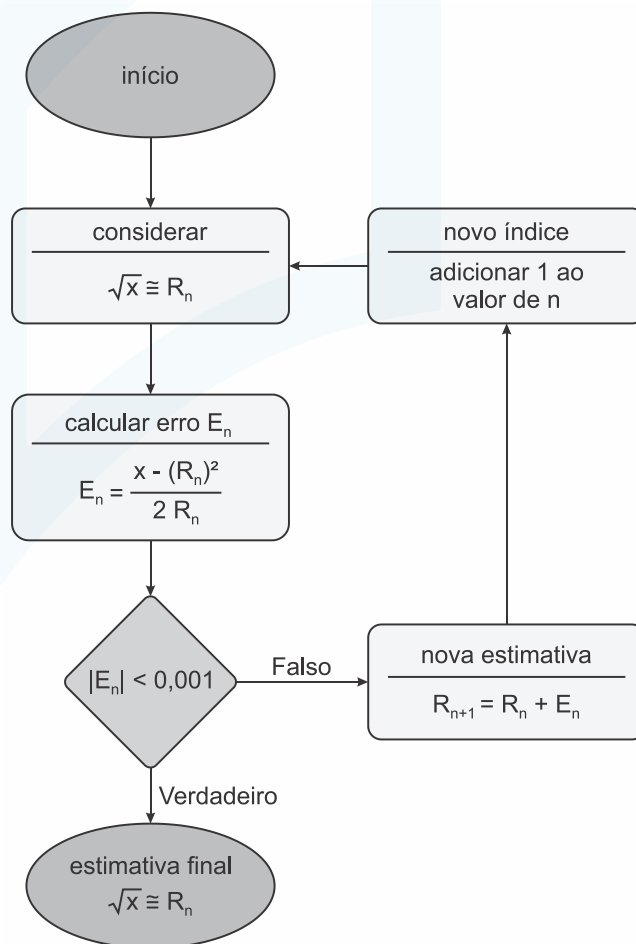 início
considerar
√x ≅ Rₙ
calcular erro Eₙ
Eₙ = x - (Rₙ)² / 2 Rₙ
|Eₙ| < 0,001
Falso
nova estimativa
Rₙ₊₁ = Rₙ + Eₙ
novo índice
adicionar 1 ao
valor de n
Verdadeiro
estimativa final
√x ≅ Rₙ